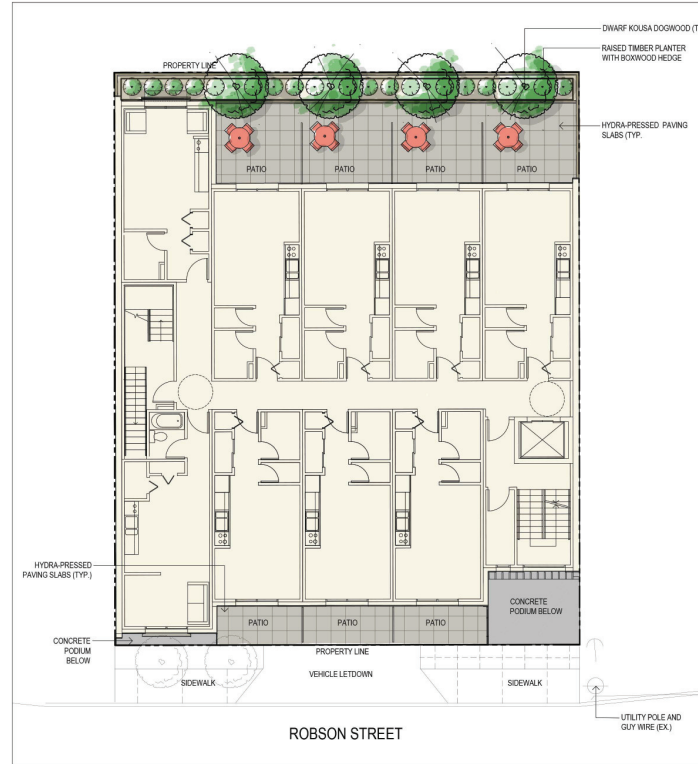 DWARF KOUSA DOGWOOD (T
RAISED TIMBER PLANTER
WITH BOXWOOD HEDGE
PROPERTY LINE
HYDRA-PRESSED PAVING
SLABS (TYP.
PATIO
PATIO
PATIO
PATIO
HYDRA-PRESSED
PAVING SLABS (TYP.)
CONCRETE
PODIUM BELOW
PATIO
PATIO
PATIO
CONCRETE
PODIUM
BELOW
PROPERTY LINE
VEHICLE LETDOWN
SIDEWALK
SIDEWALK
UTILITY POLE AND
GUY WIRE (EX.)
ROBSON STREET